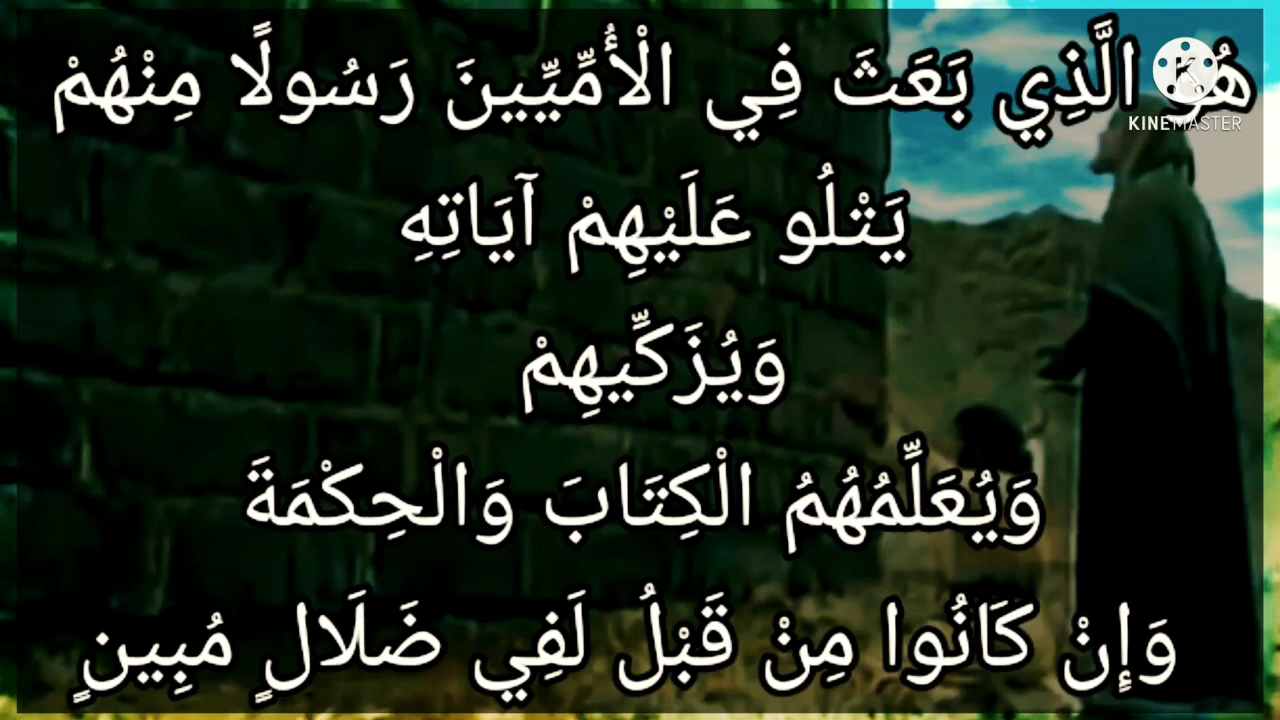 هُوَ الَّذِي بَعَثَ فِي الْأُمِّيِّينَ رَسُولًا مِنْهُمْ
KINEMASTER
يَتْلُو عَلَيْهِمْ آيَاتِهِ
وَيُزَكِّيهِمْ
وَيُعَلِّمُهُمُ الْكِتَابَ وَالْحِكْمَةَ
وَإِنْ كَانُوا مِنْ قَبْلُ لَفِي ضَلَالٍ مُبِينٍ